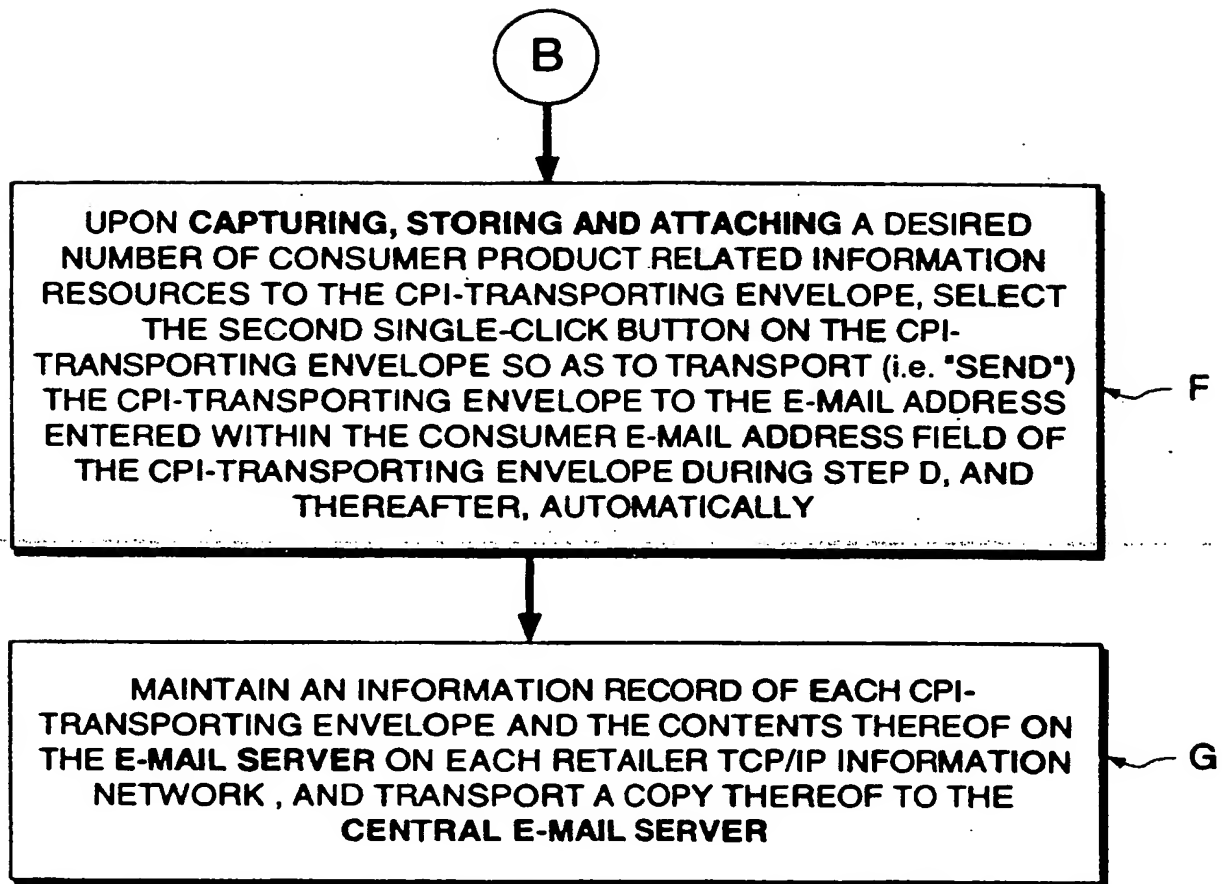 B
UPON CAPTURING, STORING AND ATTACHING A DESIRED
NUMBER OF CONSUMER PRODUCT RELATED INFORMATION
RESOURCES TO THE CPI-TRANSPORTING ENVELOPE, SELECT
THE SECOND SINGLE-CLICK BUTTON ON THE CPI-
TRANSPORTING ENVELOPE SO AS TO TRANSPORT (i.e. "SEND")
THE CPI-TRANSPORTING ENVELOPE TO THE E-MAIL ADDRESS
ENTERED WITHIN THE CONSUMER E-MAIL ADDRESS FIELD OF
THE CPI-TRANSPORTING ENVELOPE DURING STEP D, AND
THEREAFTER, AUTOMATICALLY
F
MAINTAIN AN INFORMATION RECORD OF EACH CPI-
TRANSPORTING ENVELOPE AND THE CONTENTS THEREOF ON
THE E-MAIL SERVER ON EACH RETAILER TCP/IP INFORMATION
NETWORK , AND TRANSPORT A COPY THEREOF TO THE
CENTRAL E-MAIL SERVER
G